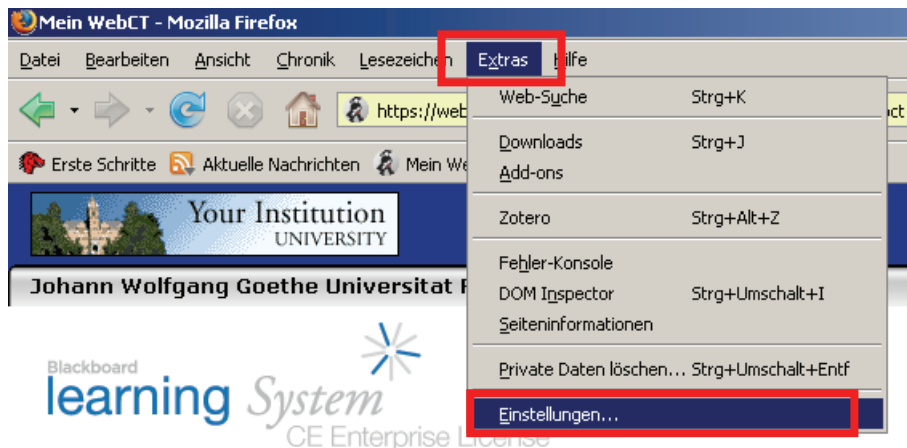 Mein WebCT - Mozilla Firefox
Datei Bearbeiten Ansicht Chronik Lesezeichen Extras Hilfe
https://web
Web-Suche Strg+K
Downloads Strg+J
Add-ons
Zotero Strg+Alt+Z
Fehler-Konsole
DOM Inspector Strg+Umschalt+I
Seiteninformationen
Private Daten löschen... Strg+Umschalt+Entf
Einstellungen...
Erste Schritte Aktuelle Nachrichten Mein We
Your Institution
UNIVERSITY
Johann Wolfgang Goethe Universitat F
Blackboard
learning System
CE Enterprise License